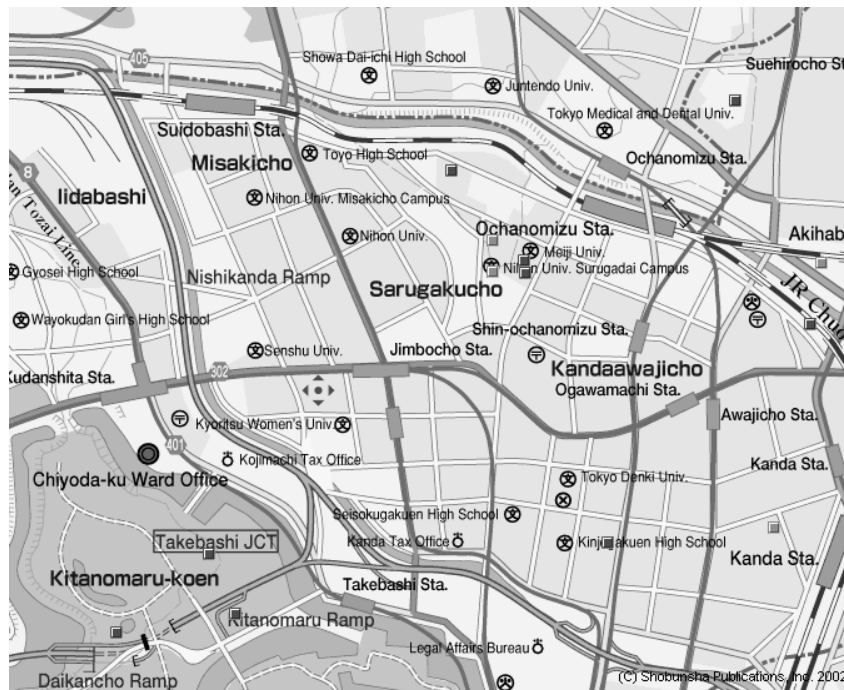 405
Showa Dai-ichi High School
Suehirocho St
Juntendo Univ.
Tokyo Medical and Dental Univ.
Suidobashi Sta.
Misakicho
Toyo High School
Ochanomizu Sta.
8
Iidabashi
Nihon Univ. Misakicho Campus
Tozai Line
Ochanomizu Sta.
Akihab
Nihon Univ.
Meiji Univ.
Gyosei High School
Nishikanda Ramp
Nihon Univ. Surugadai Campus
JR Chuo
Sarugakucho
Wayokudan Girl's High School
Shin-ochanomizu Sta.
Senshu Univ.
Jimbocho Sta.
Kandaawajicho
302
Kudanshita Sta.
Ogawamachi Sta.
Awajicho Sta.
Kyoritsu Women's Univ.
401
Kojimachi Tax Office
Kanda Sta.
Chiyoda-ku Ward Office
Tokyo Denki Univ.
Seisokugakuen High School
Takebashi JCT
Kanda Tax Office
Kinjogakuen High School
Kanda Sta.
Kitanomaru-koen
Takebashi Sta.
Kitanomaru Ramp
Legal Affairs Bureau
Daikancho Ramp
(C) Shobunsha Publications, Inc. 2002